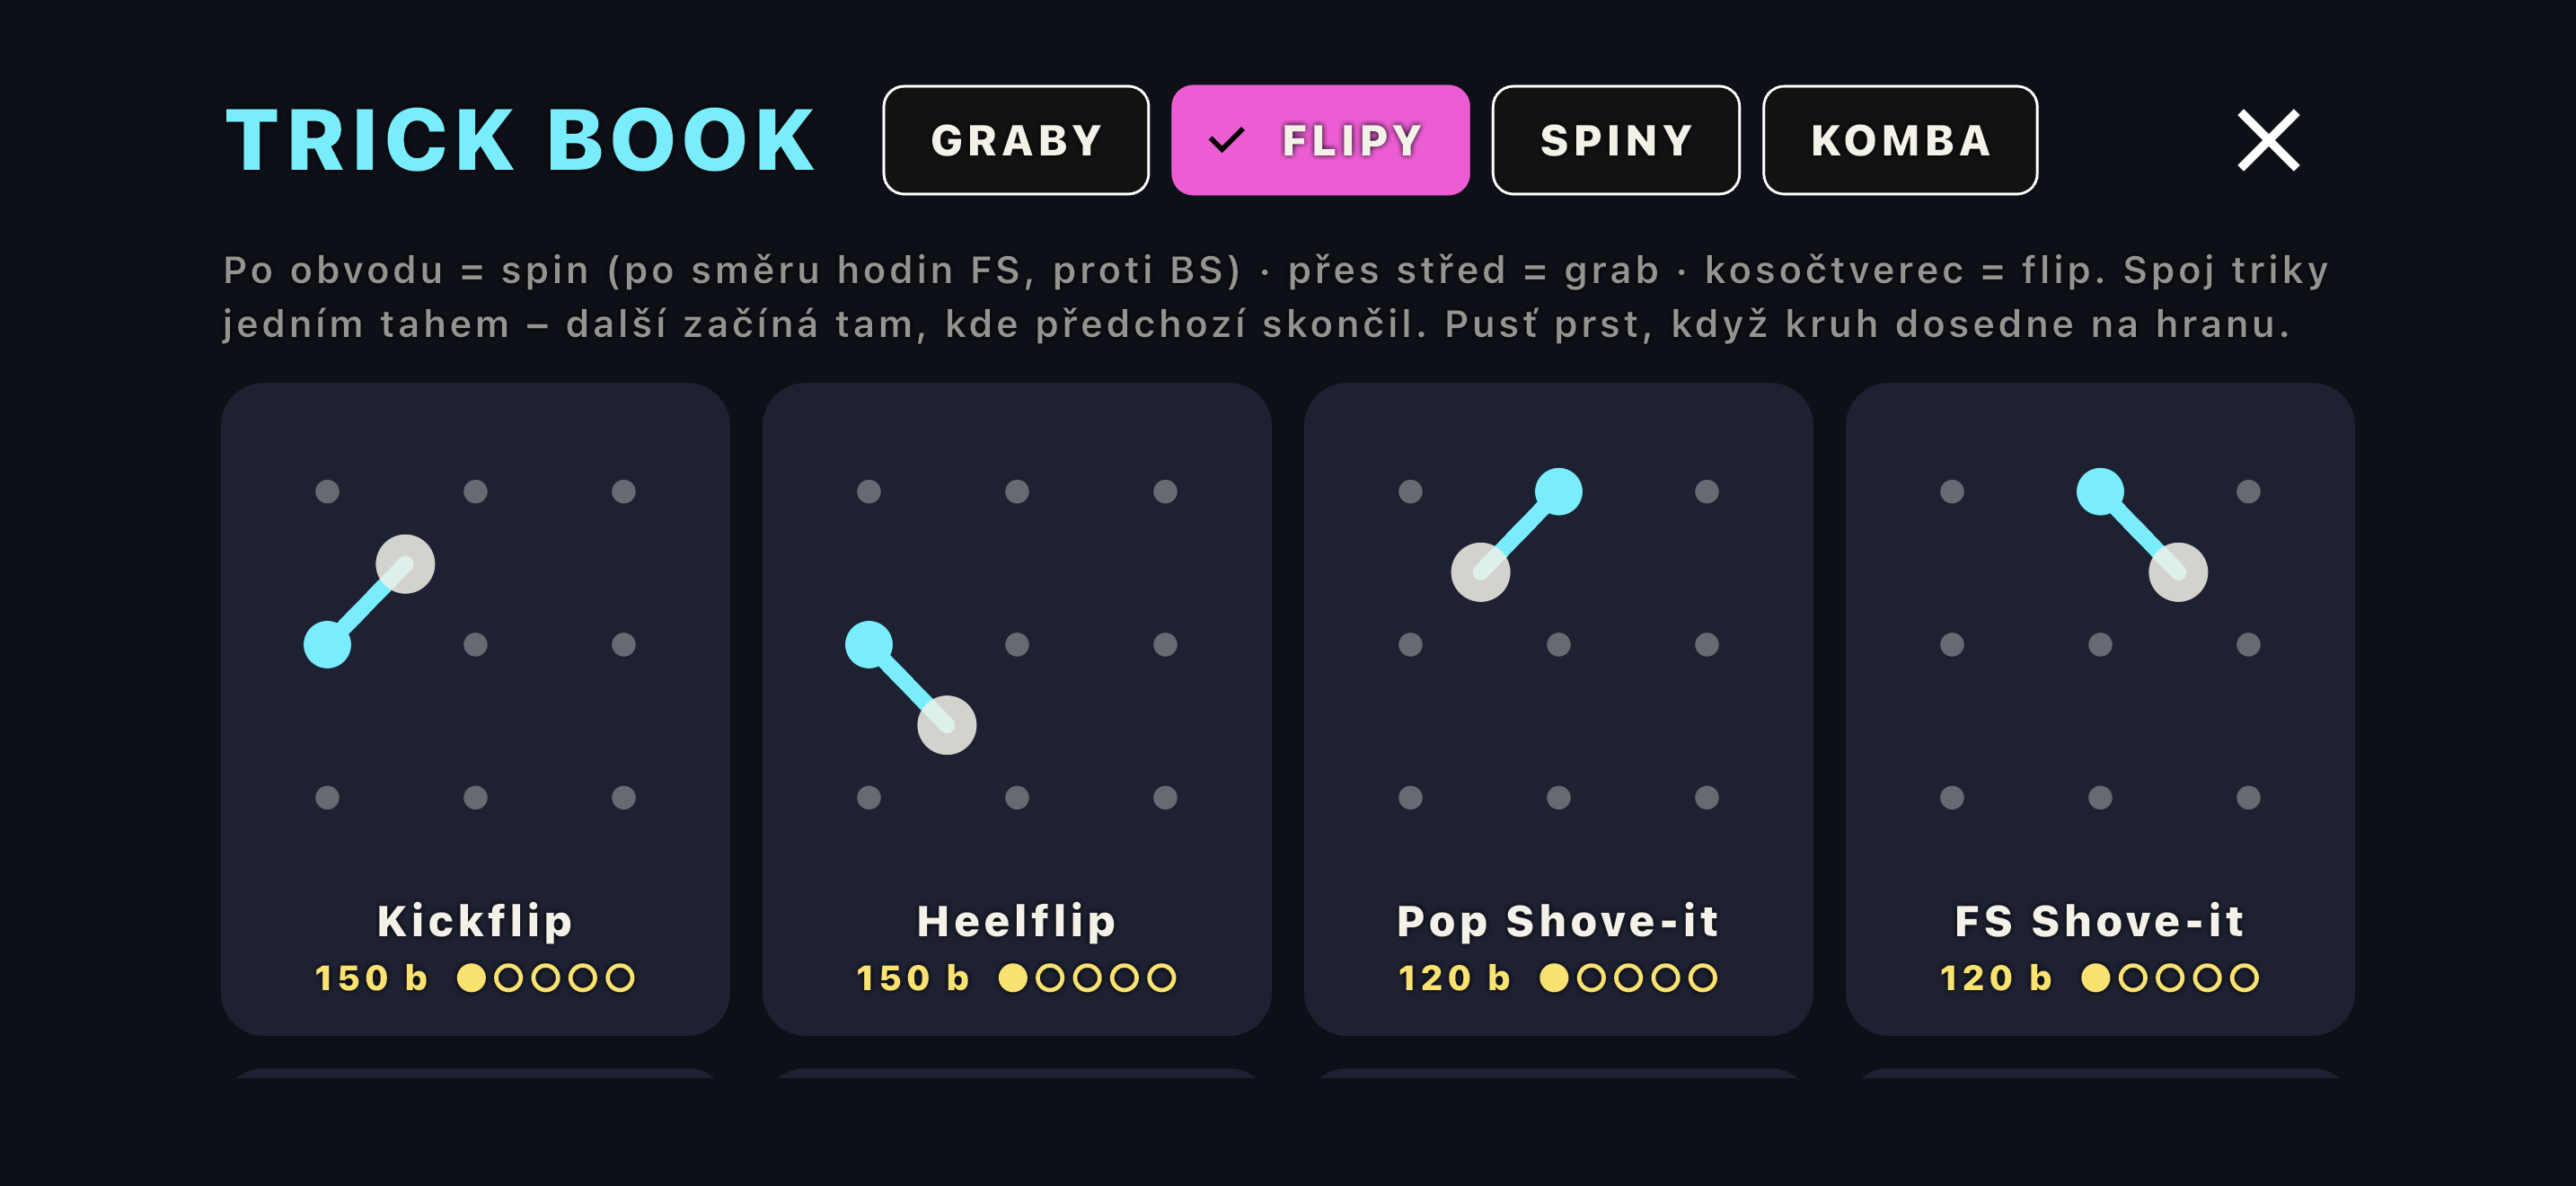 TRICK BOOK GRABY FLIPY SPINY KOMBA
Po obvodu = spin (po směru hodin FS, proti BS) · přes střed = grab · kosočtverec = flip. Spoj triky
jedním tahem – další začíná tam, kde předchozí skončil. Pusť prst, když kruh dosedne na hranu.
Kickflip Heelflip Pop Shove-it FS Shove-it
150 b 150 b 120 b 120 b